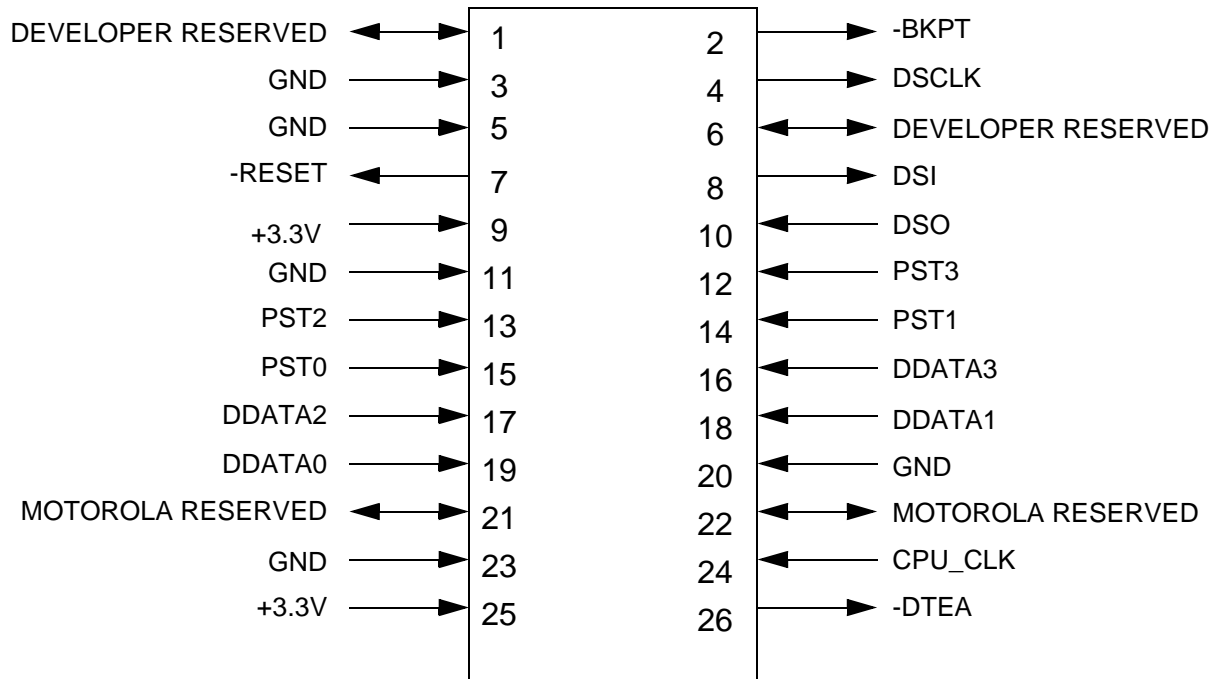 DEVELOPER RESERVED 1 2 -BKPT
GND 3 4 DSCLK
GND 5 6 DEVELOPER RESERVED
-RESET 7 8 DSI
+3.3V 9 10 DSO
GND 11 12 PST3
PST2 13 14 PST1
PST0 15 16 DDATA3
DDATA2 17 18 DDATA1
DDATA0 19 20 GND
MOTOROLA RESERVED 21 22 MOTOROLA RESERVED
GND 23 24 CPU_CLK
+3.3V 25 26 -DTEA